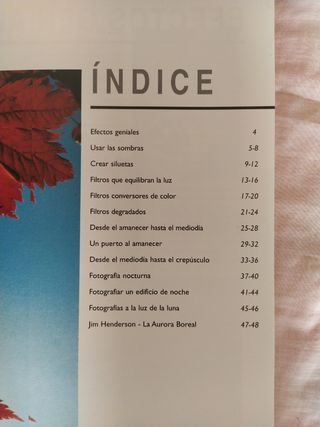 ÍNDICE
Efectos geniales 4
Usar las sombras 5-8
Crear siluetas 9-12
Filtros que equilibran la luz 13-16
Filtros conversores de color 17-20
Filtros degradados 21-24
Desde el amanecer hasta el mediodía 25-28
Un puerto al amanecer 29-32
Desde el mediodía hasta el crepúsculo 33-36
Fotografía nocturna 37-40
Fotografiar un edificio de noche 41-44
Fotografías a la luz de la luna 45-46
Jim Henderson - La Aurora Boreal 47-48